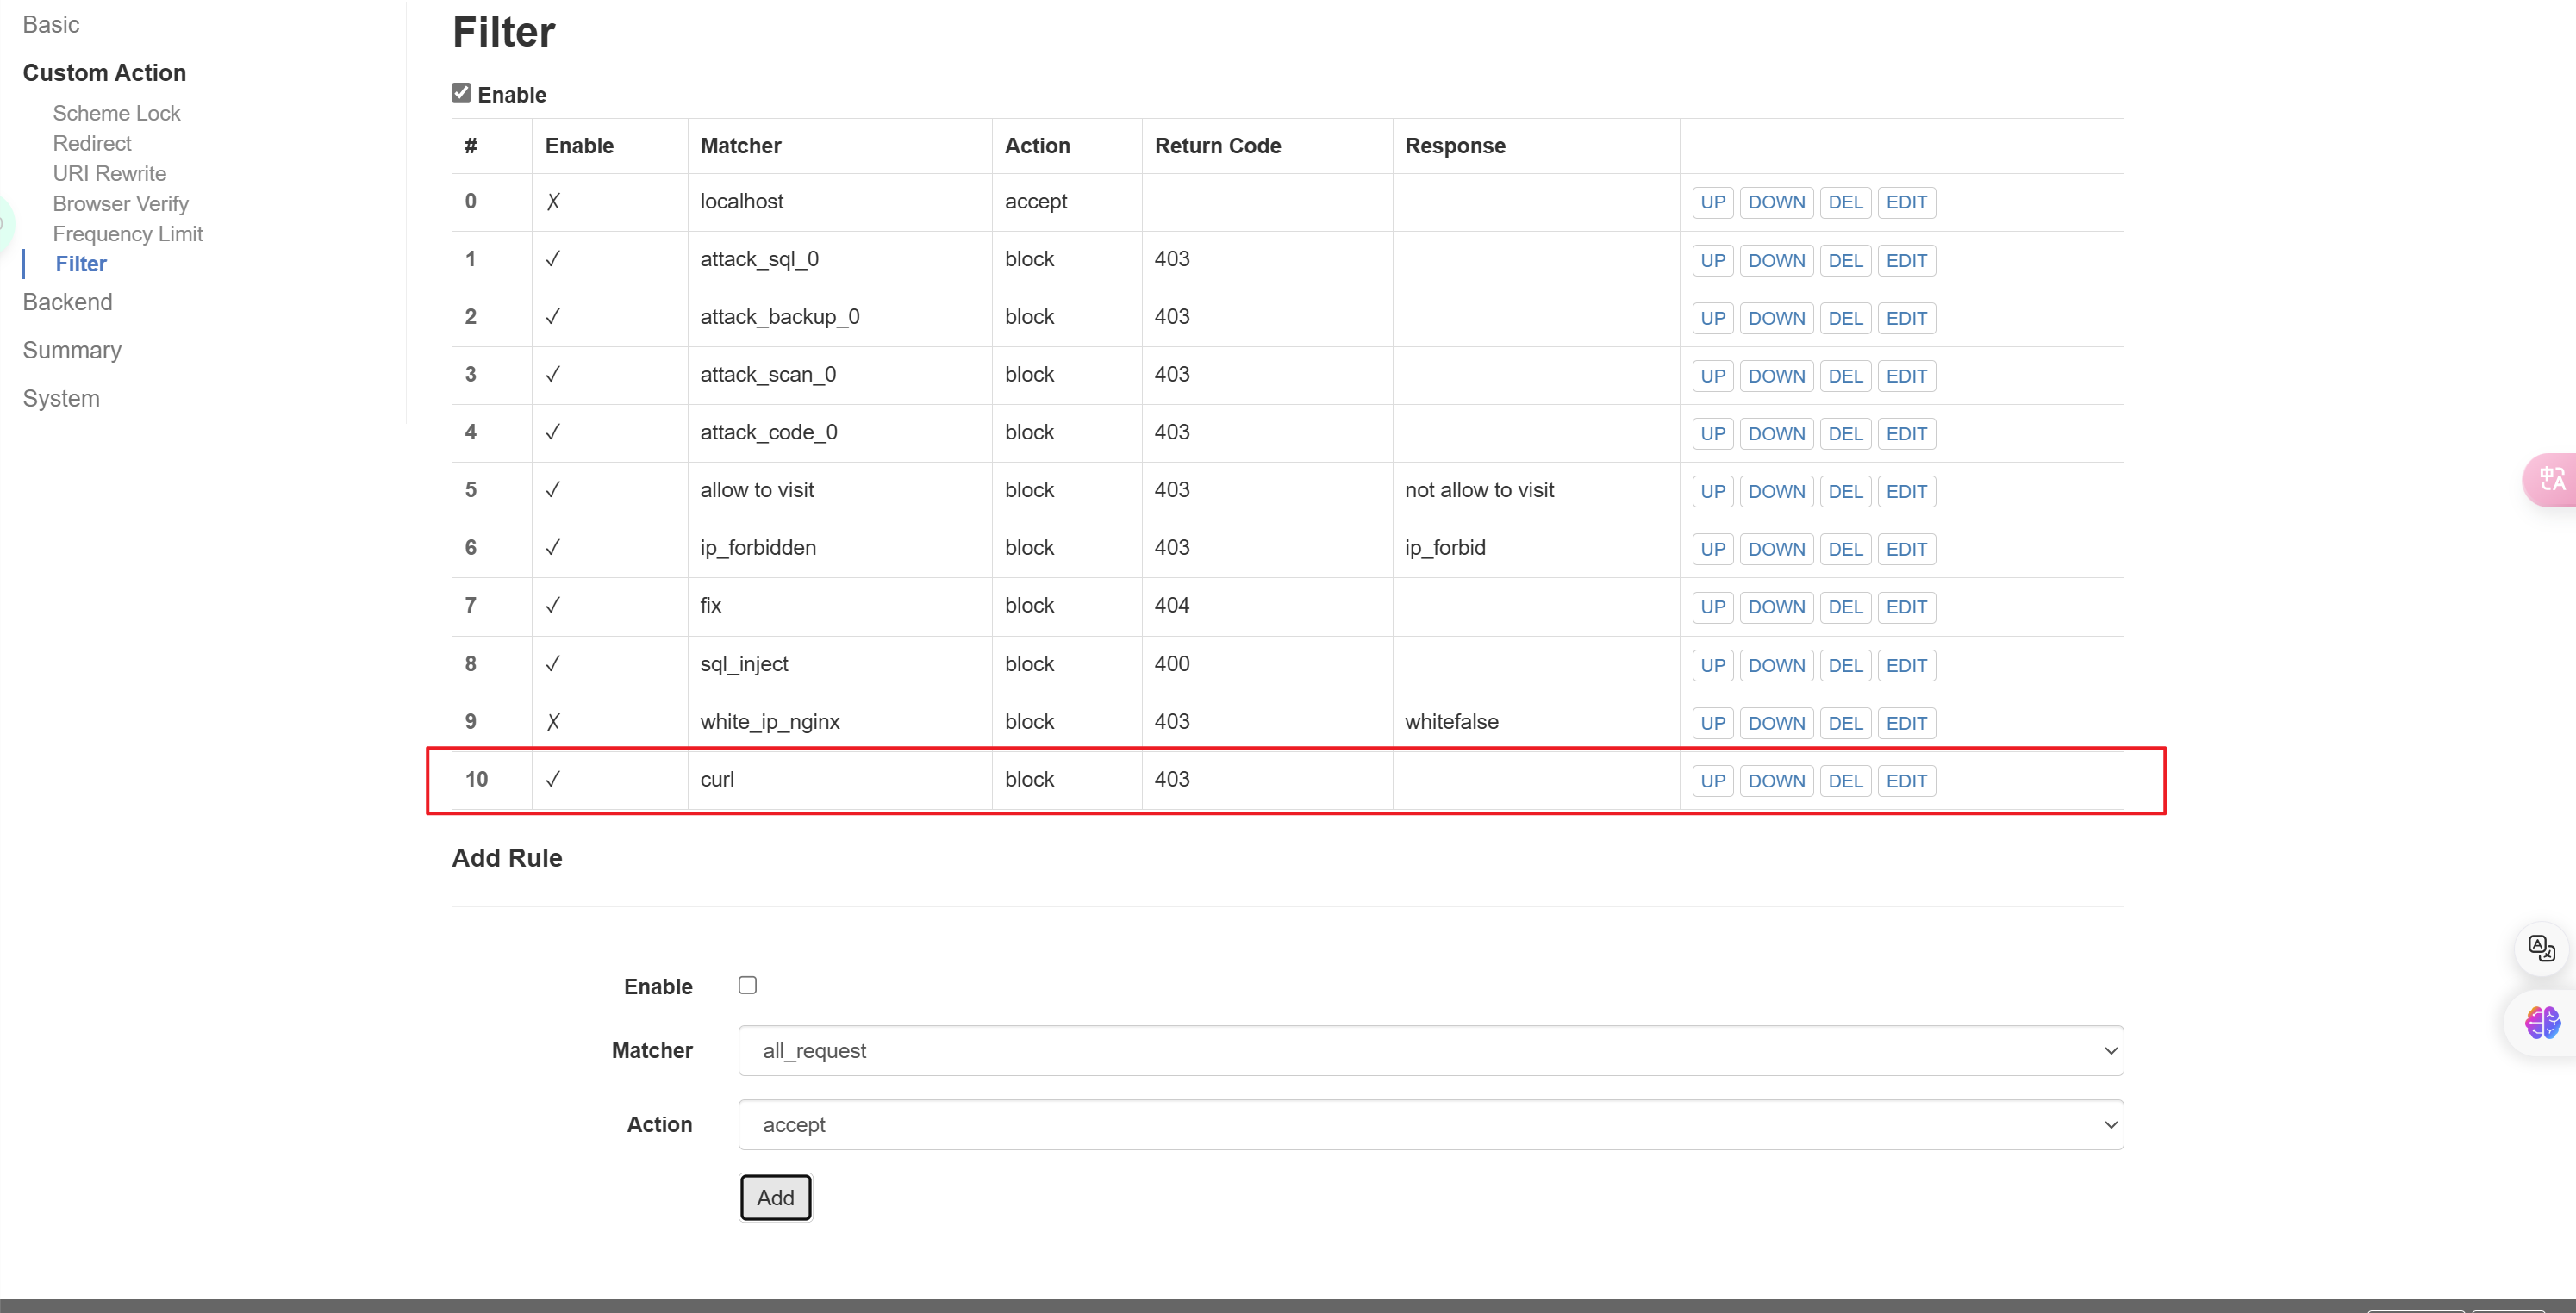 Basic
Custom Action
Scheme Lock
Redirect
URI Rewrite
Browser Verify
Frequency Limit
Filter
Backend
Summary
System
Filter
Enable
# Enable Matcher Action Return Code Response
0 ✗ localhost accept UP DOWN DEL EDIT
1 ✓ attack_sql_0 block 403 UP DOWN DEL EDIT
2 ✓ attack_backup_0 block 403 UP DOWN DEL EDIT
3 ✓ attack_scan_0 block 403 UP DOWN DEL EDIT
4 ✓ attack_code_0 block 403 UP DOWN DEL EDIT
5 ✓ allow to visit block 403 not allow to visit UP DOWN DEL EDIT
6 ✓ ip_forbidden block 403 ip_forbid UP DOWN DEL EDIT
7 ✓ fix block 404 UP DOWN DEL EDIT
8 ✓ sql_inject block 400 UP DOWN DEL EDIT
9 ✗ white_ip_nginx block 403 whitefalse UP DOWN DEL EDIT
10 ✓ curl block 403 UP DOWN DEL EDIT
Add Rule
Enable
Matcher all_request
Action accept
Add